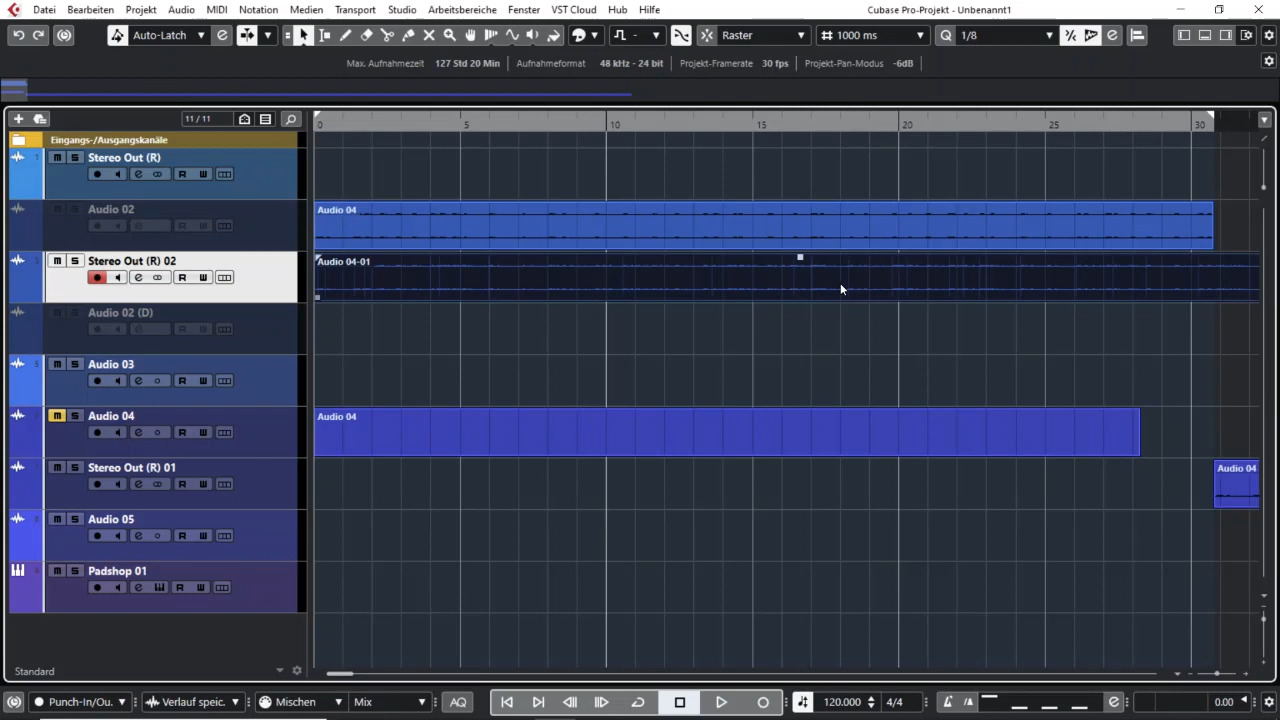 Datei Bearbeiten Projekt Audio MIDI Notation Medien Transport Studio Arbeitsbereiche Fenster VST Cloud Hub Hilfe Cubase Pro-Projekt - Unbenannt1
Auto-Latch Raster 1000 ms Q 1/8
Max. Aufnahmezeit 127 Std 20 Min Aufnahmeformat 48 kHz - 24 bit Projekt-Framerate 30 fps Projekt-Pan-Modus -6dB
11 / 11 0 5 10 15 20 25 30
Eingangs-/Ausgangskanäle
1 m S Stereo Out (R)
R W
m S Audio 02 Audio 04
R W
m S Stereo Out (R) 02 Audio 04-01
R W
m S Audio 02 (D)
R W
5 m S Audio 03
R W
m S Audio 04 Audio 04
R W
m S Stereo Out (R) 01 Audio 04
R W
m S Audio 05
R W
m S Padshop 01
R W
Standard
Punch-In/Ou. Verlauf speic. Mischen Mix AQ 120.000 4/4 0.00